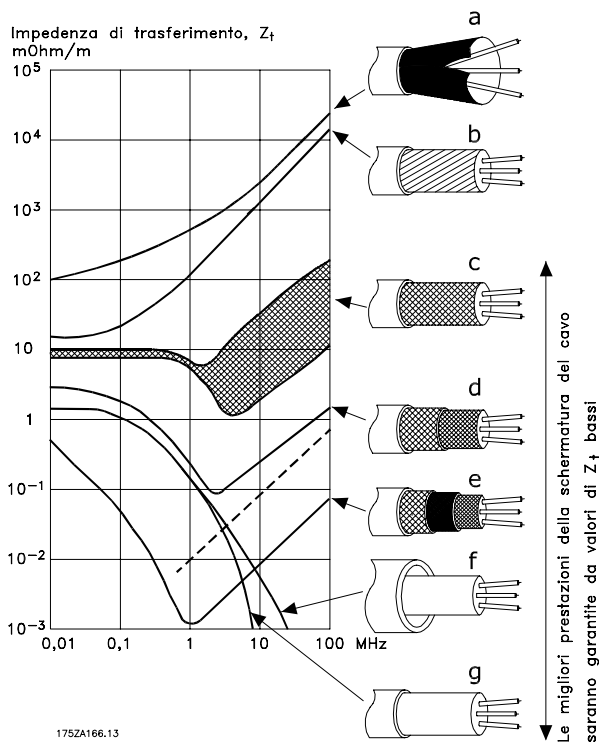 Impedenza di trasferimento, Zt
mOhm/m
10⁵
10⁴
10³
10²
10
1
10⁻¹
10⁻²
10⁻³
0,01 0,1 1 10 100 MHz
a
b
c
d
e
f
g
Le migliori prestazioni della schermatura del cavo
saranno garantite da valori di Zt bassi
175ZA166.13